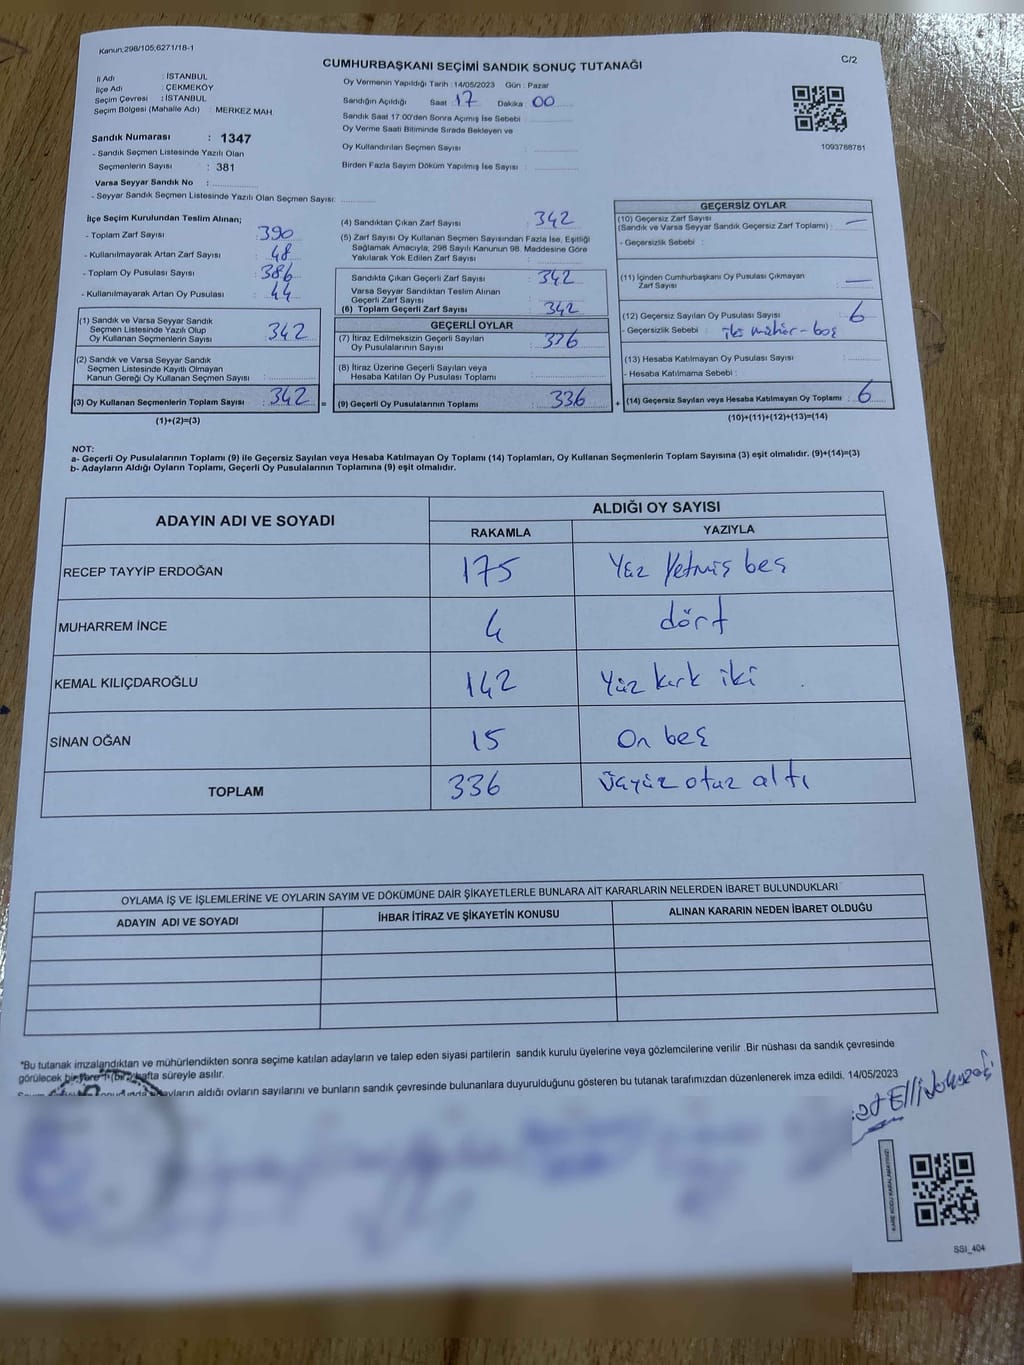 Kanun;298/105;6271/18-1
CUMHURBAŞKANI SEÇİMİ SANDIK SONUÇ TUTANAĞI
C/2
İl Adı : İSTANBUL
İlçe Adı : ÇEKMEKÖY
Seçim Çevresi : İSTANBUL
Seçim Bölgesi (Mahalle Adı) : MERKEZ MAH.
Sandık Numarası : 1347
- Sandık Seçmen Listesinde Yazılı Olan
Seçmenlerin Sayısı : 381
Varsa Seyyar Sandık No :
- Seyyar Sandık Seçmen Listesinde Yazılı Olan Seçmen Sayısı:
Oy Vermenin Yapıldığı Tarih : 14/05/2023 Gün : Pazar
Sandığın Açıldığı Saat : 17 Dakika : 00
Sandık Saat 17.00'den Sonra Açılmış İse Sebebi :
Oy Verme Saati Bitiminde Sırada Bekleyen ve
Oy Kullandırılan Seçmen Sayısı :
Birden Fazla Sayım Döküm Yapılmış İse Sayısı :
1093788781
İlçe Seçim Kurulundan Teslim Alınan;
- Toplam Zarf Sayısı : 390
- Kullanılmayarak Artan Zarf Sayısı : 48
- Toplam Oy Pusulası Sayısı : 386
- Kullanılmayarak Artan Oy Pusulası : 44
(1) Sandık ve Varsa Seyyar Sandık
Seçmen Listesinde Yazılı Olup
Oy Kullanan Seçmenlerin Sayısı : 342
(2) Sandık ve Varsa Seyyar Sandık
Seçmen Listesinde Kayıtlı Olmayan
Kanun Gereği Oy Kullanan Seçmen Sayısı :
(3) Oy Kullanan Seçmenlerin Toplam Sayısı : 342 =
(1)+(2)=(3)
(4) Sandıktan Çıkan Zarf Sayısı : 342
(5) Zarf Sayısı Oy Kullanan Seçmen Sayısından Fazla İse, Eşitliği
Sağlamak Amacıyla, 298 Sayılı Kanunun 98. Maddesine Göre
Yakılarak Yok Edilen Zarf Sayısı :
Sandıkta Çıkan Geçerli Zarf Sayısı : 342
Varsa Seyyar Sandıktan Teslim Alınan
Geçerli Zarf Sayısı :
(6) Toplam Geçerli Zarf Sayısı : 342
GEÇERLİ OYLAR
(7) İtiraz Edilmeksizin Geçerli Sayılan
Oy Pusulalarının Sayısı : 336
(8) İtiraz Üzerine Geçerli Sayılan veya
Hesaba Katılan Oy Pusulası Toplamı :
(9) Geçerli Oy Pusulalarının Toplamı : 336 +
GEÇERSİZ OYLAR
(10) Geçersiz Zarf Sayısı
(Sandık ve Varsa Seyyar Sandık Geçersiz Zarf Toplamı) : —
- Geçersizlik Sebebi :
(11) İçinden Cumhurbaşkanı Oy Pusulası Çıkmayan
Zarf Sayısı : —
(12) Geçersiz Sayılan Oy Pusulası Sayısı : 6
- Geçersizlik Sebebi : iki mühür - boş
(13) Hesaba Katılmayan Oy Pusulası Sayısı :
- Hesaba Katılmama Sebebi :
(14) Geçersiz Sayılan veya Hesaba Katılmayan Oy Toplamı : 6
(10)+(11)+(12)+(13)=(14)
NOT:
a- Geçerli Oy Pusulalarının Toplamı (9) ile Geçersiz Sayılan veya Hesaba Katılmayan Oy Toplamı (14) Toplamları, Oy Kullanan Seçmenlerin Toplam Sayısına (3) eşit olmalıdır. (9)+(14)=(3)
b- Adayların Aldığı Oyların Toplamı, Geçerli Oy Pusulalarının Toplamına (9) eşit olmalıdır.
ADAYIN ADI VE SOYADI
ALDIĞI OY SAYISI
RAKAMLA YAZIYLA
RECEP TAYYİP ERDOĞAN 175 Yüz Yetmiş beş
MUHARREM İNCE 4 dört
KEMAL KILIÇDAROĞLU 142 Yüz kırk iki
SİNAN OĞAN 15 On beş
TOPLAM 336 Üçyüz otuz altı
OYLAMA İŞ VE İŞLEMLERİNE VE OYLARIN SAYIM VE DÖKÜMÜNE DAİR ŞİKAYETLERLE BUNLARA AİT KARARLARIN NELERDEN İBARET BULUNDUKLARI
ADAYIN ADI VE SOYADI İHBAR İTİRAZ VE ŞİKAYETİN KONUSU ALINAN KARARIN NEDEN İBARET OLDUĞU
*Bu tutanak imzalandıktan ve mühürlendikten sonra seçime katılan adayların ve talep eden siyasi partilerin sandık kurulu üyelerine veya gözlemcilerine verilir .Bir nüshası da sandık çevresinde
görülecek bir yere 1 (bir) hafta süreyle asılır.
aldığı oyların sayılarını ve bunların sandık çevresinde bulunanlara duyurulduğunu gösteren bu tutanak tarafımızdan düzenlenerek imza edildi. 14/05/2023
KARE KODU KARALAMAYINIZ!
SSI_404